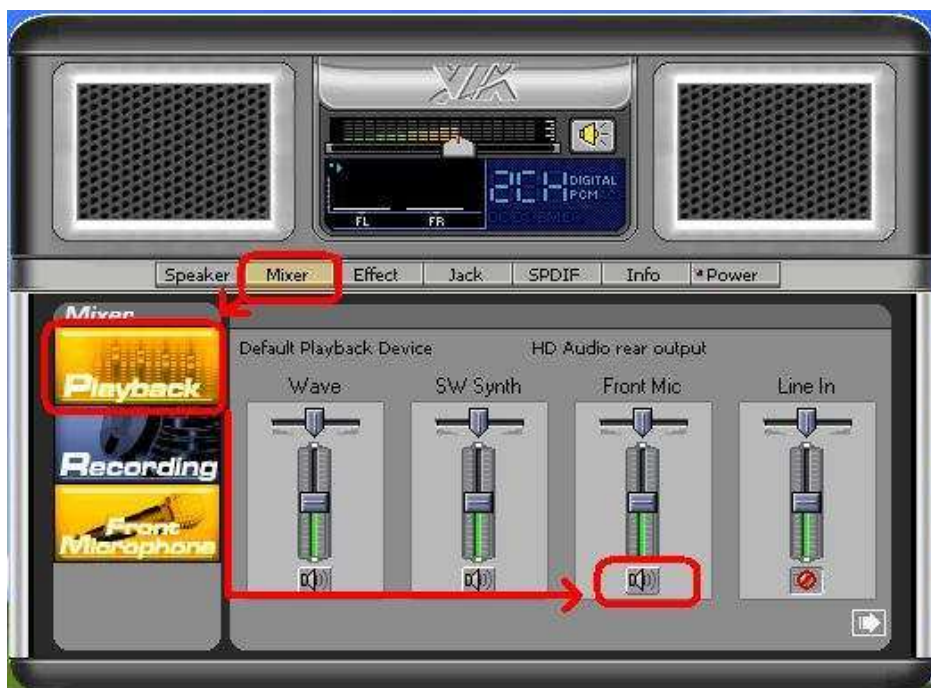 VIA
2CH DIGITAL
PCM
FL FR
Speaker Mixer Effect Jack SPDIF Info *Power
Mixer
Default Playback Device HD Audio rear output
Playback
Wave SW Synth Front Mic Line In
Recording
Front
Microphone